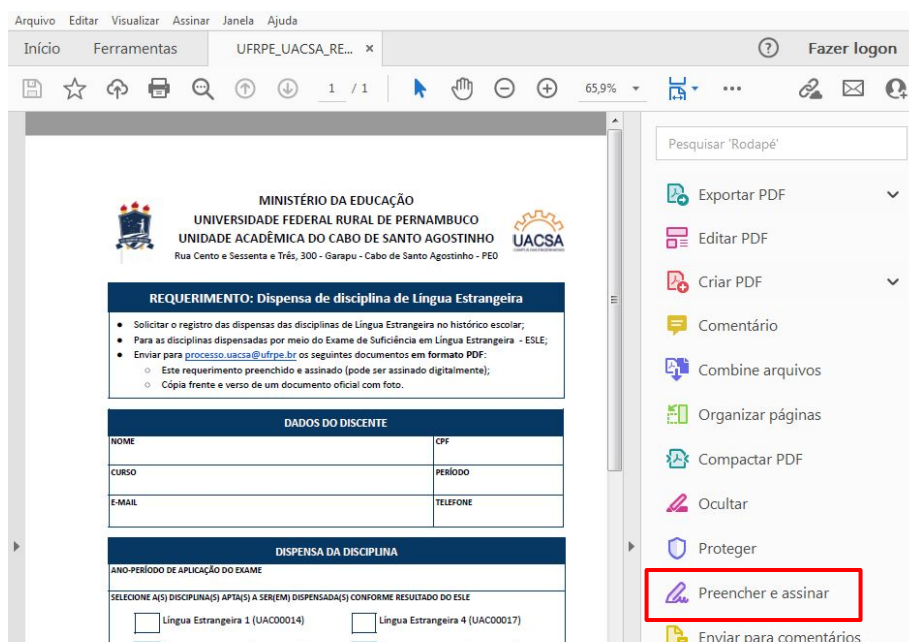 Arquivo Editar Visualizar Assinar Janela Ajuda
Início Ferramentas UFRPE_UACSA_RE... × ? Fazer logon
1 / 1 65,9%
Pesquisar 'Rodapé'
Exportar PDF
Editar PDF
Criar PDF
Comentário
Combine arquivos
Organizar páginas
Compactar PDF
Ocultar
Proteger
Preencher e assinar
Enviar para comentários
MINISTÉRIO DA EDUCAÇÃO
UNIVERSIDADE FEDERAL RURAL DE PERNAMBUCO
UNIDADE ACADÊMICA DO CABO DE SANTO AGOSTINHO
Rua Cento e Sessenta e Três, 300 - Garapu - Cabo de Santo Agostinho - PE0
UACSA
REQUERIMENTO: Dispensa de disciplina de Língua Estrangeira
● Solicitar o registro das dispensas das disciplinas de Língua Estrangeira no histórico escolar;
● Para as disciplinas dispensadas por meio do Exame de Suficiência em Língua Estrangeira - ESLE;
● Enviar para processo.uacsa@ufrpe.br os seguintes documentos em formato PDF:
○ Este requerimento preenchido e assinado (pode ser assinado digitalmente);
○ Cópia frente e verso de um documento oficial com foto.
DADOS DO DISCENTE
NOME CPF
CURSO PERÍODO
E-MAIL TELEFONE
DISPENSA DA DISCIPLINA
ANO-PERÍODO DE APLICAÇÃO DO EXAME
SELECIONE A(S) DISCIPLINA(S) APTA(S) A SER(EM) DISPENSADA(S) CONFORME RESULTADO DO ESLE
Língua Estrangeira 1 (UAC00014) Língua Estrangeira 4 (UAC00017)